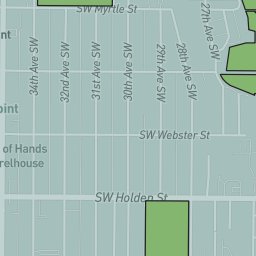 SW Myrtle St
34th Ave SW
32nd Ave SW
31st Ave SW
30th Ave SW
29th Ave SW
28th Ave SW
27th Ave SW
SW Webster St
of Hands
SW Holden St